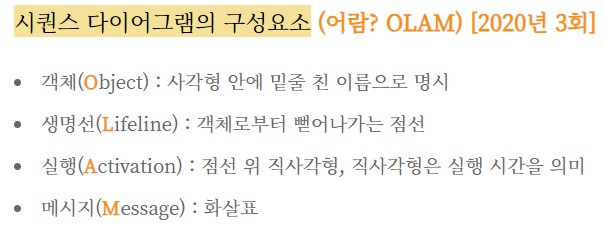 시퀀스 다이어그램의 구성요소 (어람? OLAM) [2020년 3회]
• 객체(Object) : 사각형 안에 밑줄 친 이름으로 명시
• 생명선(Lifeline) : 객체로부터 뻗어나가는 점선
• 실행(Activation) : 점선 위 직사각형, 직사각형은 실행 시간을 의미
• 메시지(Message) : 화살표